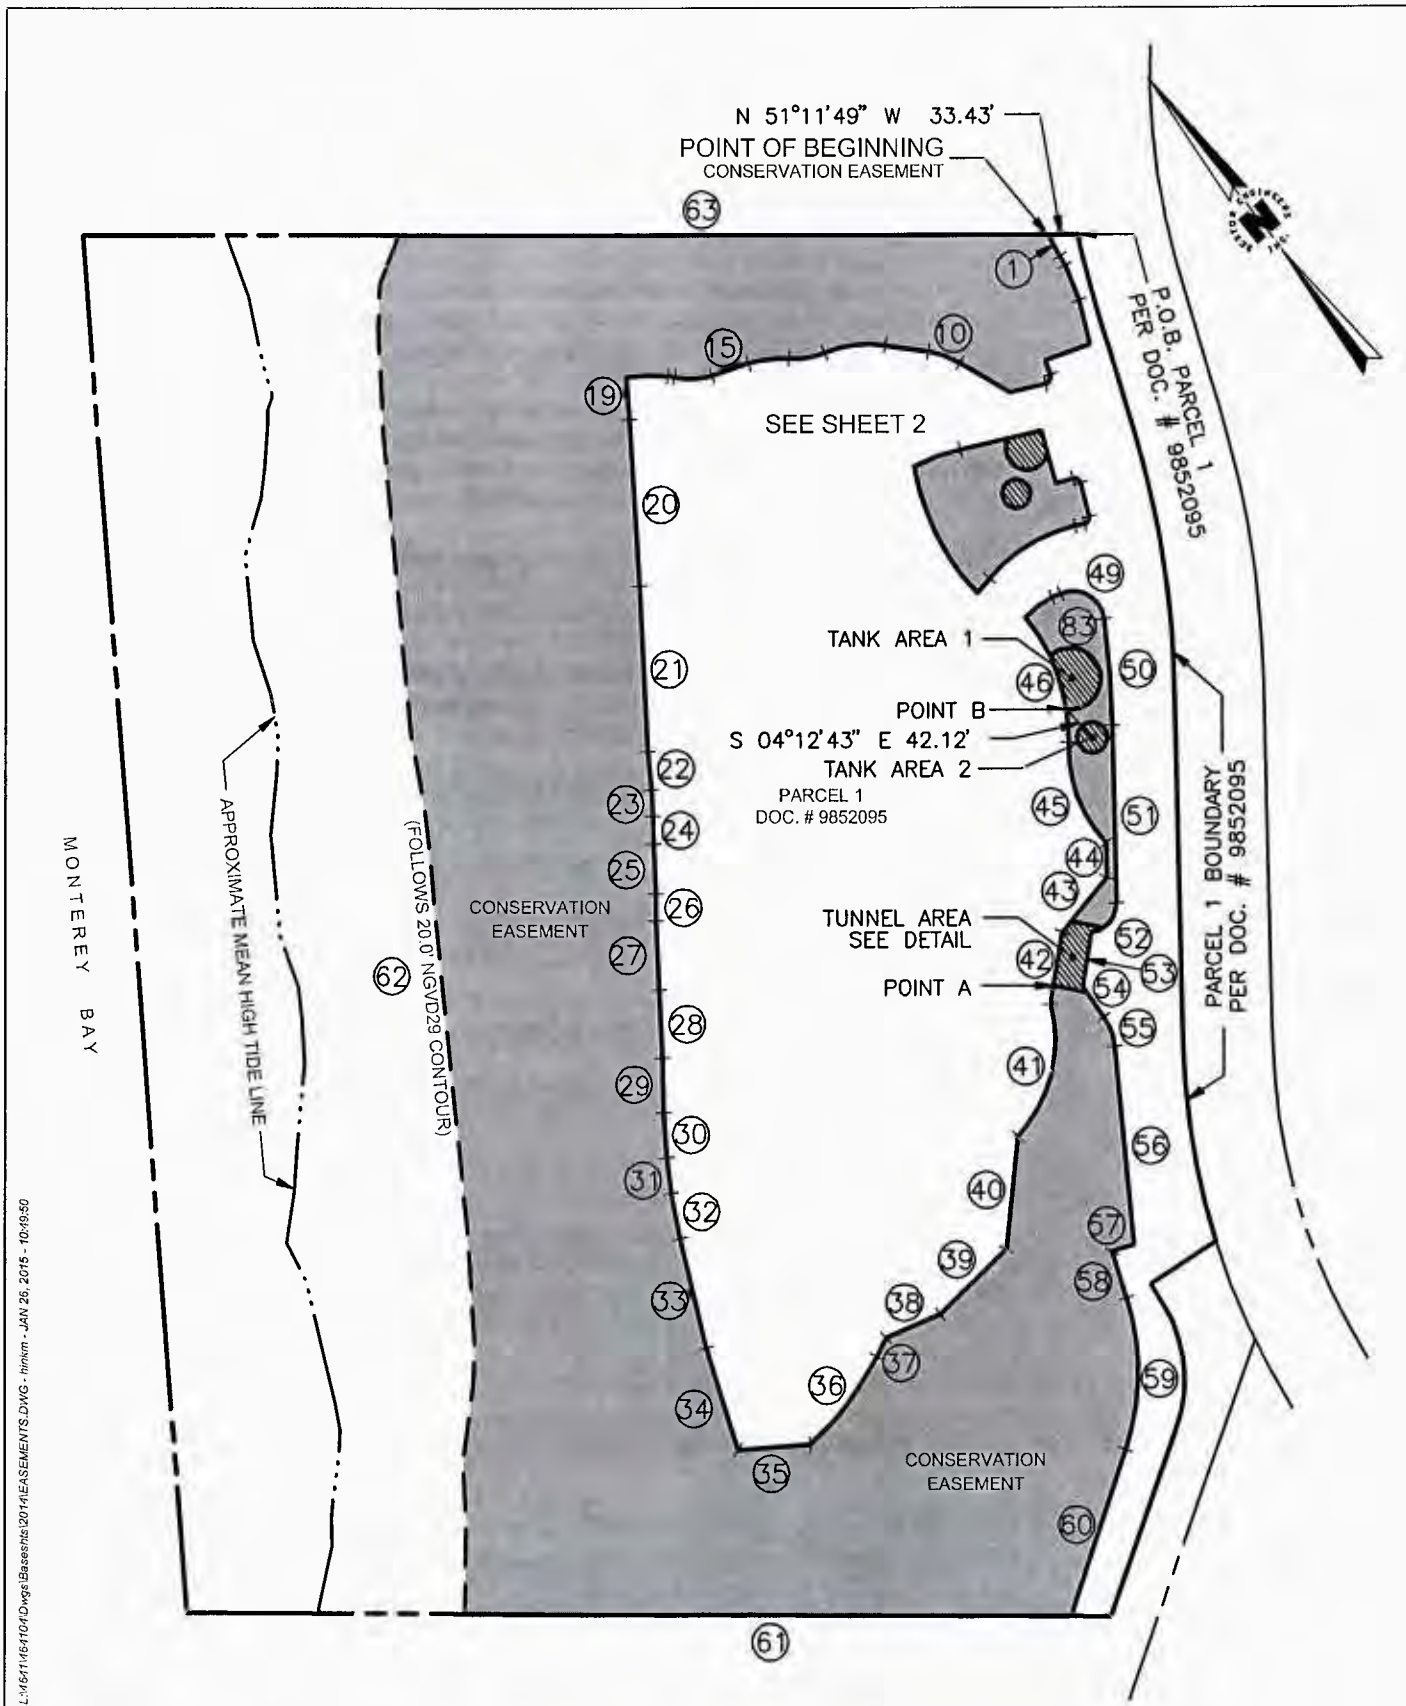 N 51°11'49" W 33.43'
POINT OF BEGINNING
CONSERVATION EASEMENT
63
1
P.O.B. PARCEL 1
PER DOC. # 9852095
N
10
15
19
SEE SHEET 2
20
49
83
TANK AREA 1
21
46
50
POINT B
S 04°12'43" E 42.12'
TANK AREA 2
22
PARCEL 1
DOC. # 9852095
23
24
45
51
25
44
43
26
CONSERVATION
EASEMENT
TUNNEL AREA
SEE DETAIL
52
27
42
53
POINT A
54
55
PARCEL 1 BOUNDARY
PER DOC. # 9852095
MONTEREY BAY
APPROXIMATE MEAN HIGH TIDE LINE
62
(FOLLOWS 20.0' NGVD29 CONTOUR)
28
29
41
30
56
31
40
32
57
39
58
33
38
37
59
36
34
35
CONSERVATION
EASEMENT
60
61
L:\4641\464104\Dwgs\Baseshts\2014\EASEMENTS.DWG - hinkm - JAN 26, 2015 - 10:49:50